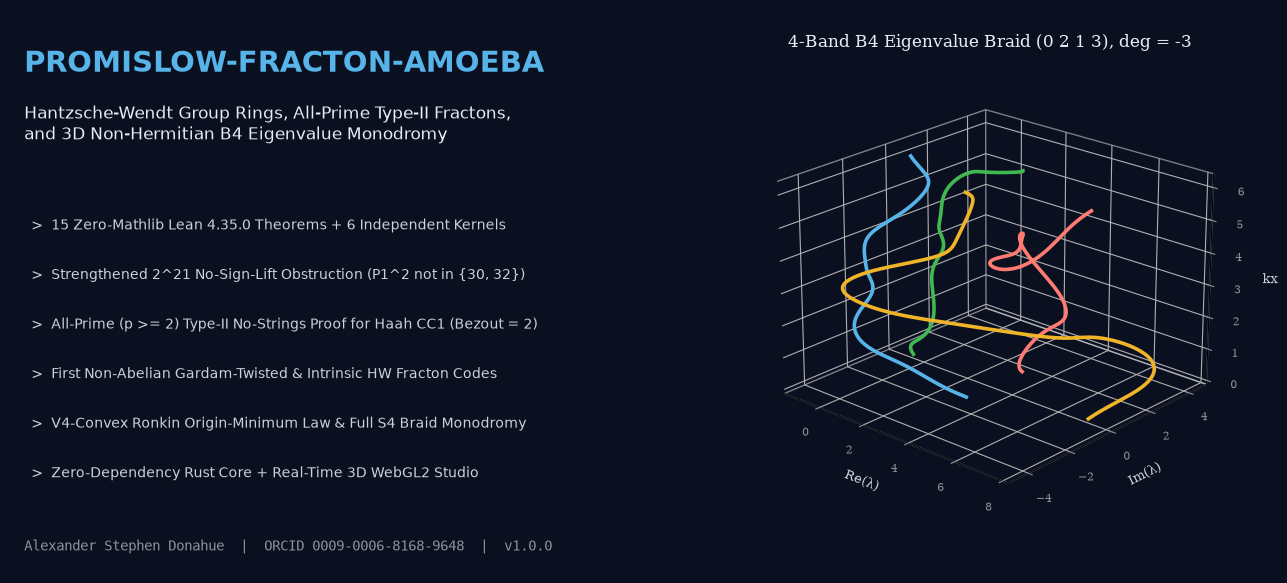 PROMISLOW-FRACTON-AMOEBA
Hantzsche-Wendt Group Rings, All-Prime Type-II Fractons,
and 3D Non-Hermitian B4 Eigenvalue Monodromy
> 15 Zero-Mathlib Lean 4.35.0 Theorems + 6 Independent Kernels
> Strengthened 2^21 No-Sign-Lift Obstruction (P1^2 not in {30, 32})
> All-Prime (p >= 2) Type-II No-Strings Proof for Haah CC1 (Bezout = 2)
> First Non-Abelian Gardam-Twisted & Intrinsic HW Fracton Codes
> V4-Convex Ronkin Origin-Minimum Law & Full S4 Braid Monodromy
> Zero-Dependency Rust Core + Real-Time 3D WebGL2 Studio
Alexander Stephen Donahue | ORCID 0009-0006-8168-9648 | v1.0.0
4-Band B4 Eigenvalue Braid (0 2 1 3), deg = -3
6
5
4
3
2
1
0
kx
0
2
4
6
8
Re(λ)
−4
−2
0
2
4
Im(λ)